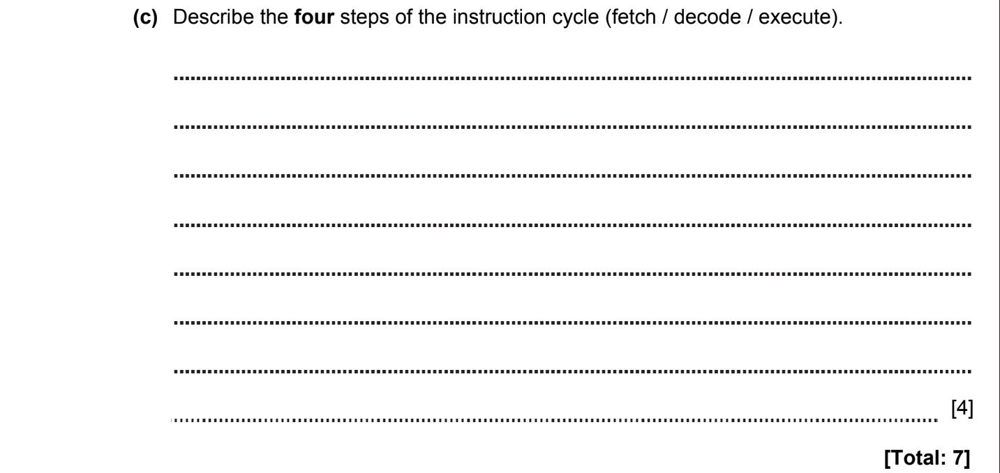 (c) Describe the four steps of the instruction cycle (fetch / decode / execute).
[4]
[Total: 7]